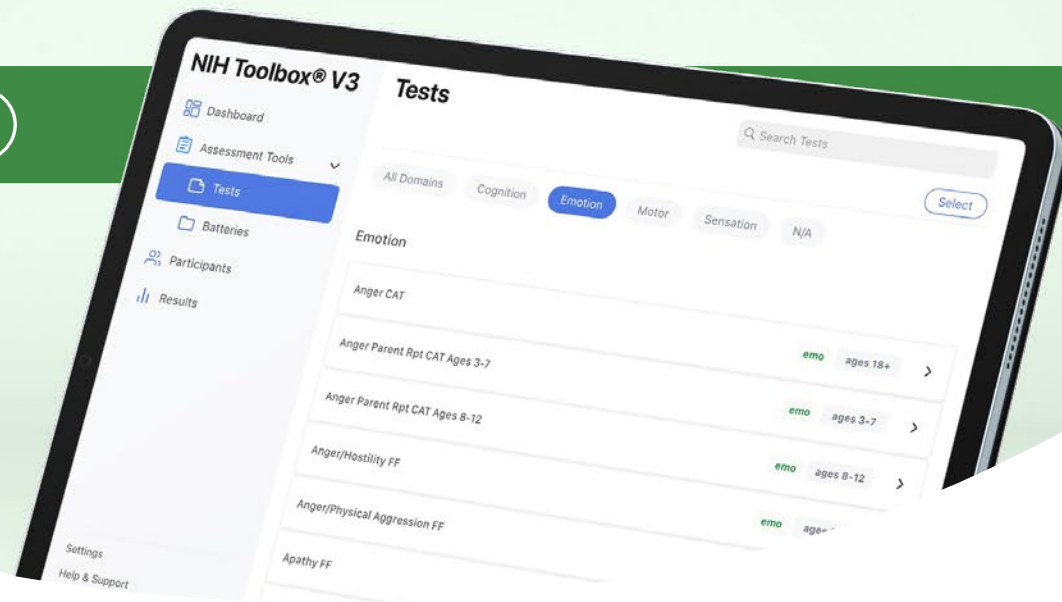 NIH Toolbox® V3
Dashboard
Assessment Tools
Tests
Batteries
Participants
Results
Settings
Help & Support
Tests
Search Tests
Select
All Domains
Cognition
Emotion
Motor
Sensation
N/A
Emotion
Anger CAT
emo ages 18+
Anger Parent Rpt CAT Ages 3-7
emo ages 3-7
Anger Parent Rpt CAT Ages 8-12
emo ages 8-12
Anger/Hostility FF
emo
Anger/Physical Aggression FF
Apathy FF